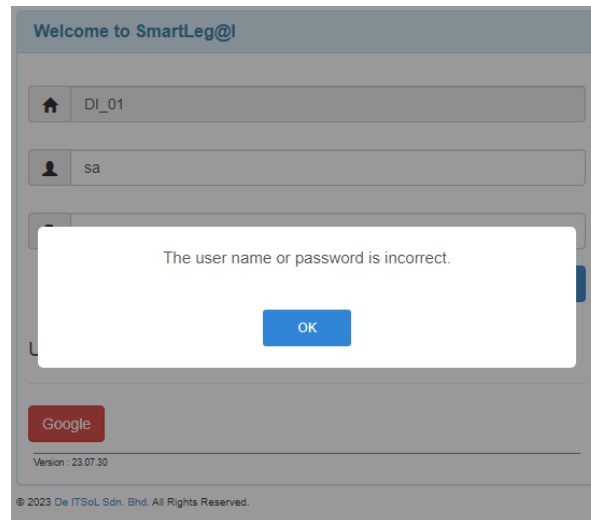 Welcome to SmartLeg@l
DI_01
sa
The user name or password is incorrect.
OK
Google
Version : 23.07.30
© 2023 De ITSoL Sdn. Bhd. All Rights Reserved.